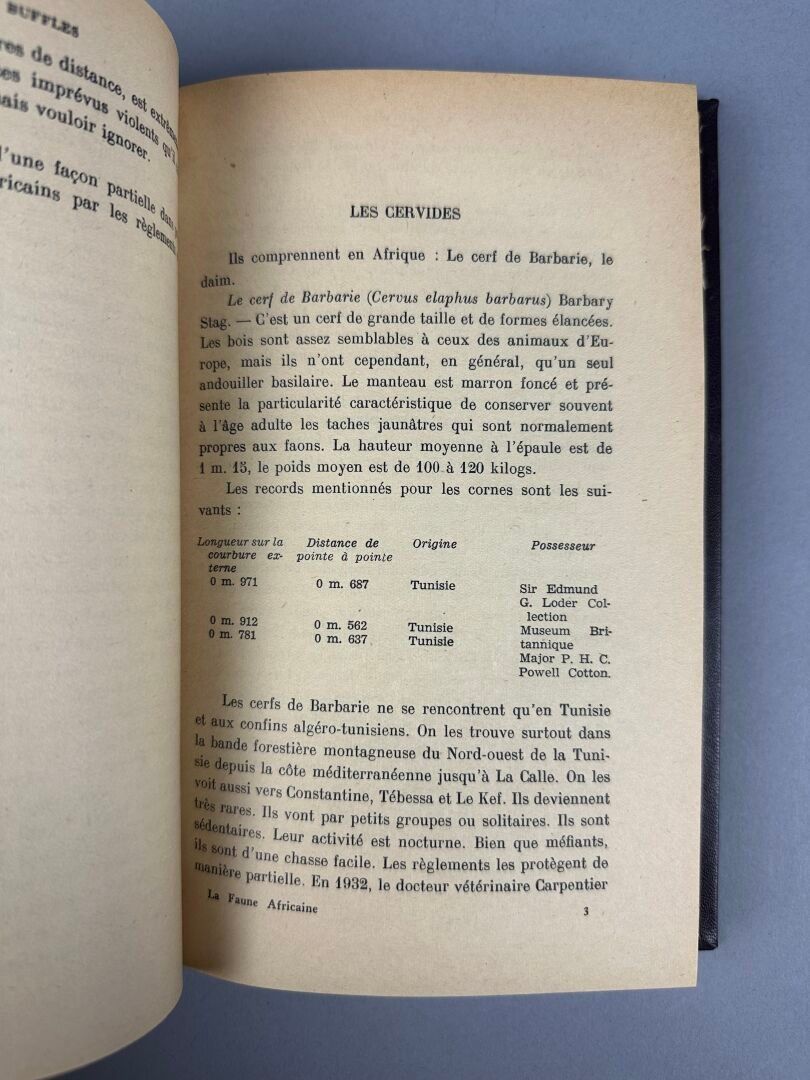 BUFFLES
de distance, est
imprévus violents
vouloir ignorer.
d'une façon partielle dans
par les règlements
LES CERVIDES
Ils comprennent en Afrique : Le cerf de Barbarie, le
daim.
Le cerf de Barbarie (Cervus elaphus barbarus) Barbary
Stag. — C'est un cerf de grande taille et de formes élancées.
Les bois sont assez semblables à ceux des animaux d'Eu-
rope, mais ils n'ont cependant, en général, qu'un seul
andouiller basilaire. Le manteau est marron foncé et pré-
sente la particularité caractéristique de conserver souvent
à l'âge adulte les taches jaunâtres qui sont normalement
propres aux faons. La hauteur moyenne à l'épaule est de
1 m. 15, le poids moyen est de 100 à 120 kilogs.
Les records mentionnés pour les cornes sont les sui-
vants :
Longueur sur la Distance de Origine Possesseur
courbure ex- pointe à pointe
terne
0 m. 971 0 m. 687 Tunisie Sir Edmund
G. Loder Col-
lection
0 m. 912 0 m. 562 Tunisie Museum Bri-
0 m. 781 0 m. 637 Tunisie tannique
Major P. H. C.
Powell Cotton.
Les cerfs de Barbarie ne se rencontrent qu'en Tunisie
et aux confins algéro-tunisiens. On les trouve surtout dans
la bande forestière montagneuse du Nord-ouest de la Tuni-
sie depuis la côte méditerranéenne jusqu'à La Calle. On les
voit aussi vers Constantine, Tébessa et Le Kef. Ils deviennent
très rares. Ils vont par petits groupes ou solitaires. Ils sont
sédentaires. Leur activité est nocturne. Bien que méfiants,
ils sont d'une chasse facile. Les règlements les protègent de
manière partielle. En 1932, le docteur vétérinaire Carpentier
La Faune Africaine 3